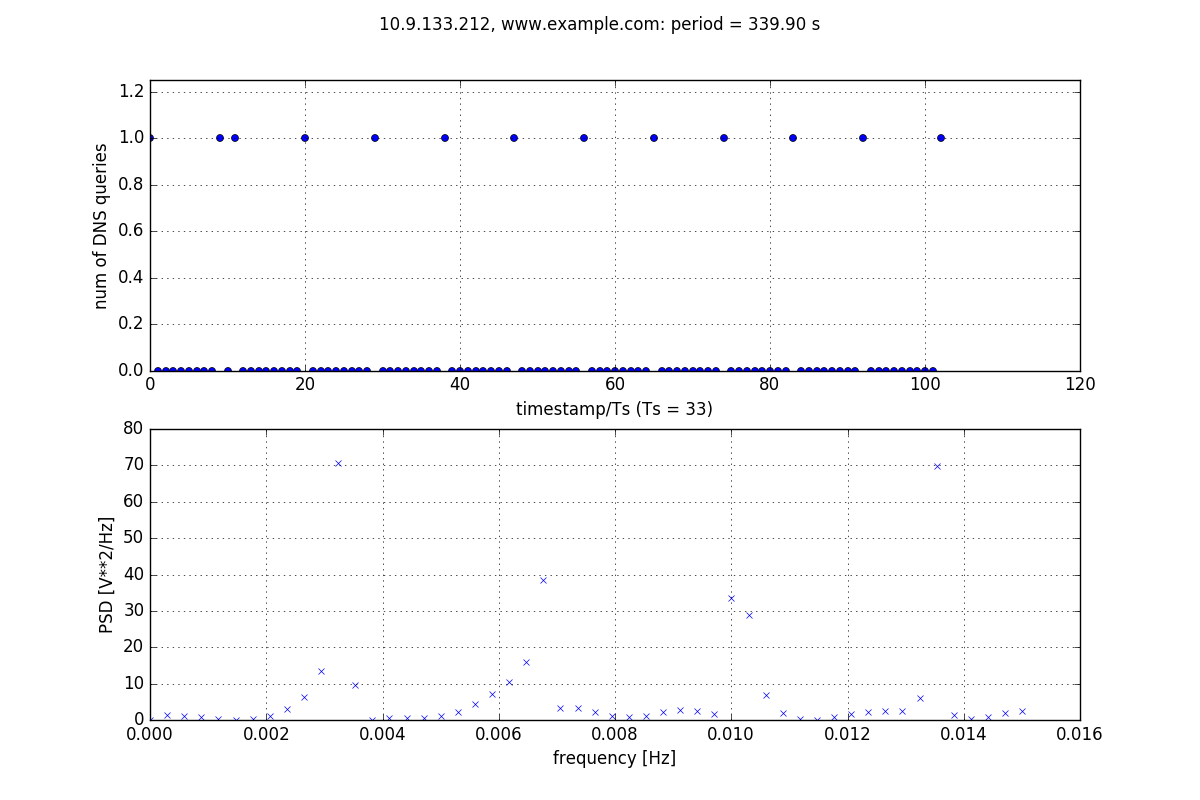 10.9.133.212, www.example.com: period = 339.90 s
1.2
1.0
0.8
0.6
0.4
0.2
0.0
num of DNS queries
0 20 40 60 80 100 120
timestamp/Ts (Ts = 33)
80
70
60
50
40
30
20
10
0
PSD [V**2/Hz]
0.000 0.002 0.004 0.006 0.008 0.010 0.012 0.014 0.016
frequency [Hz]